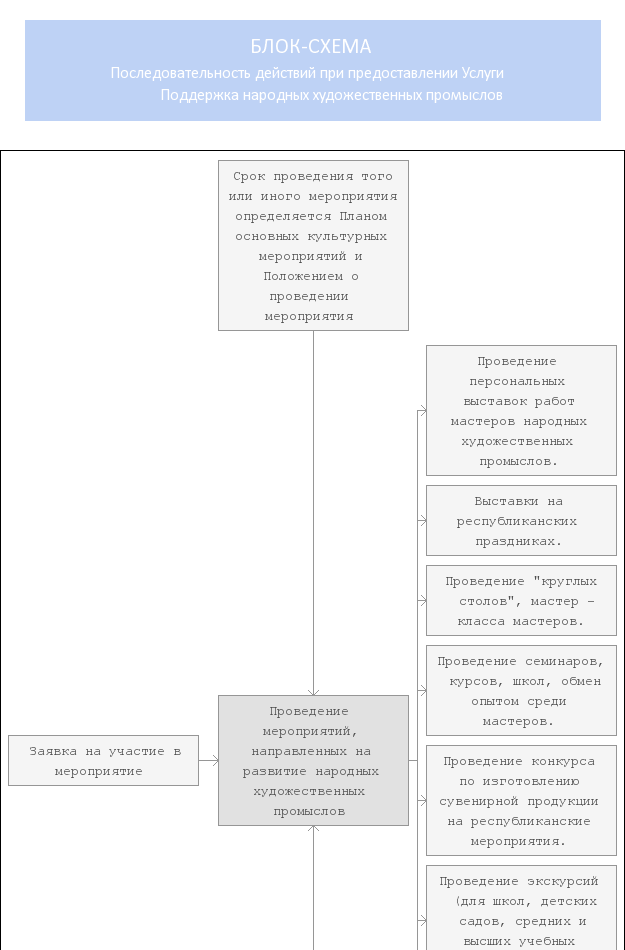 БЛОК-СХЕМА
Последовательность действий при предоставлении Услуги
Поддержка народных художественных промыслов
Срок проведения того
или иного мероприятия
определяется Планом
основных культурных
мероприятий и
Положением о
проведении
мероприятия
Проведение
персональных
выставок работ
мастеров народных
художественных
промыслов.
Выставки на
республиканских
праздниках.
Проведение "круглых
столов", мастер –
класса мастеров.
Проведение семинаров,
курсов, школ, обмен
опытом среди
мастеров.
Заявка на участие в
мероприятие
Проведение
мероприятий,
направленных на
развитие народных
художественных
промыслов
Проведение конкурса
по изготовлению
сувенирной продукции
на республиканские
мероприятия.
Проведение экскурсий
(для школ, детских
садов, средних и
высших учебных